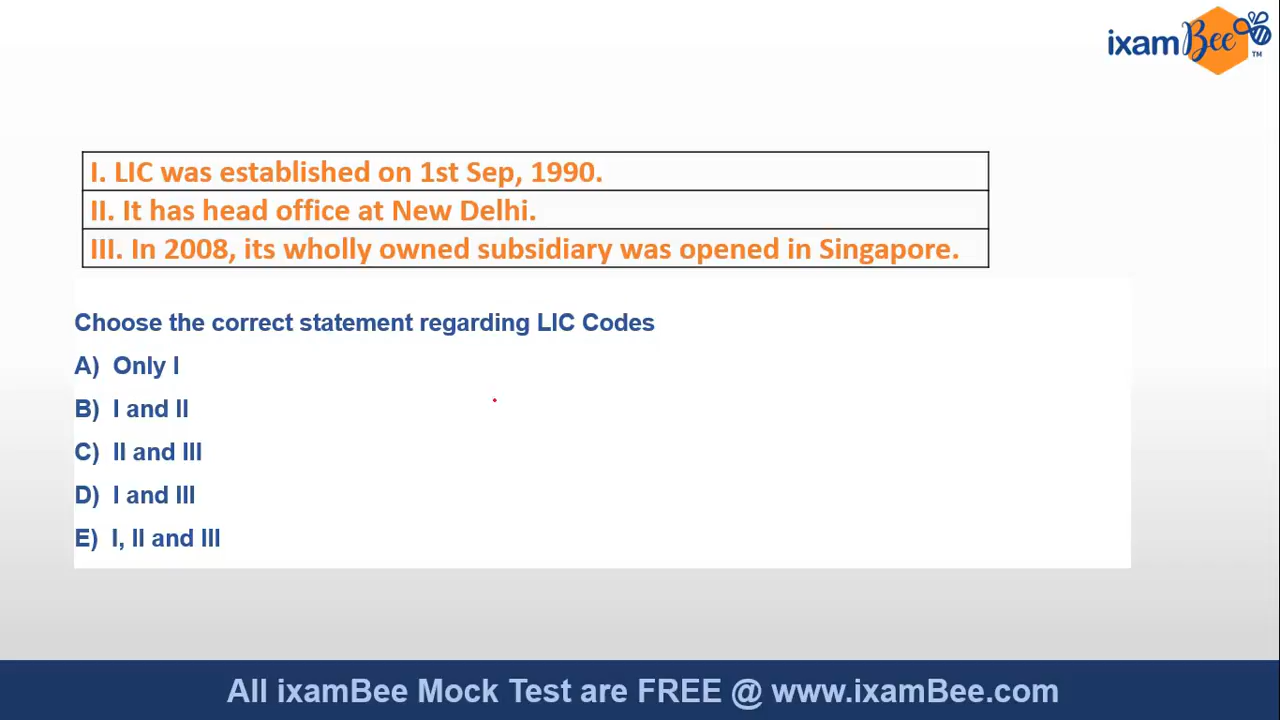 ixamBee
TM
I. LIC was established on 1st Sep, 1990.
II. It has head office at New Delhi.
III. In 2008, its wholly owned subsidiary was opened in Singapore.
Choose the correct statement regarding LIC Codes
A) Only I
B) I and II
C) II and III
D) I and III
E) I, II and III
All ixamBee Mock Test are FREE @ www.ixamBee.com